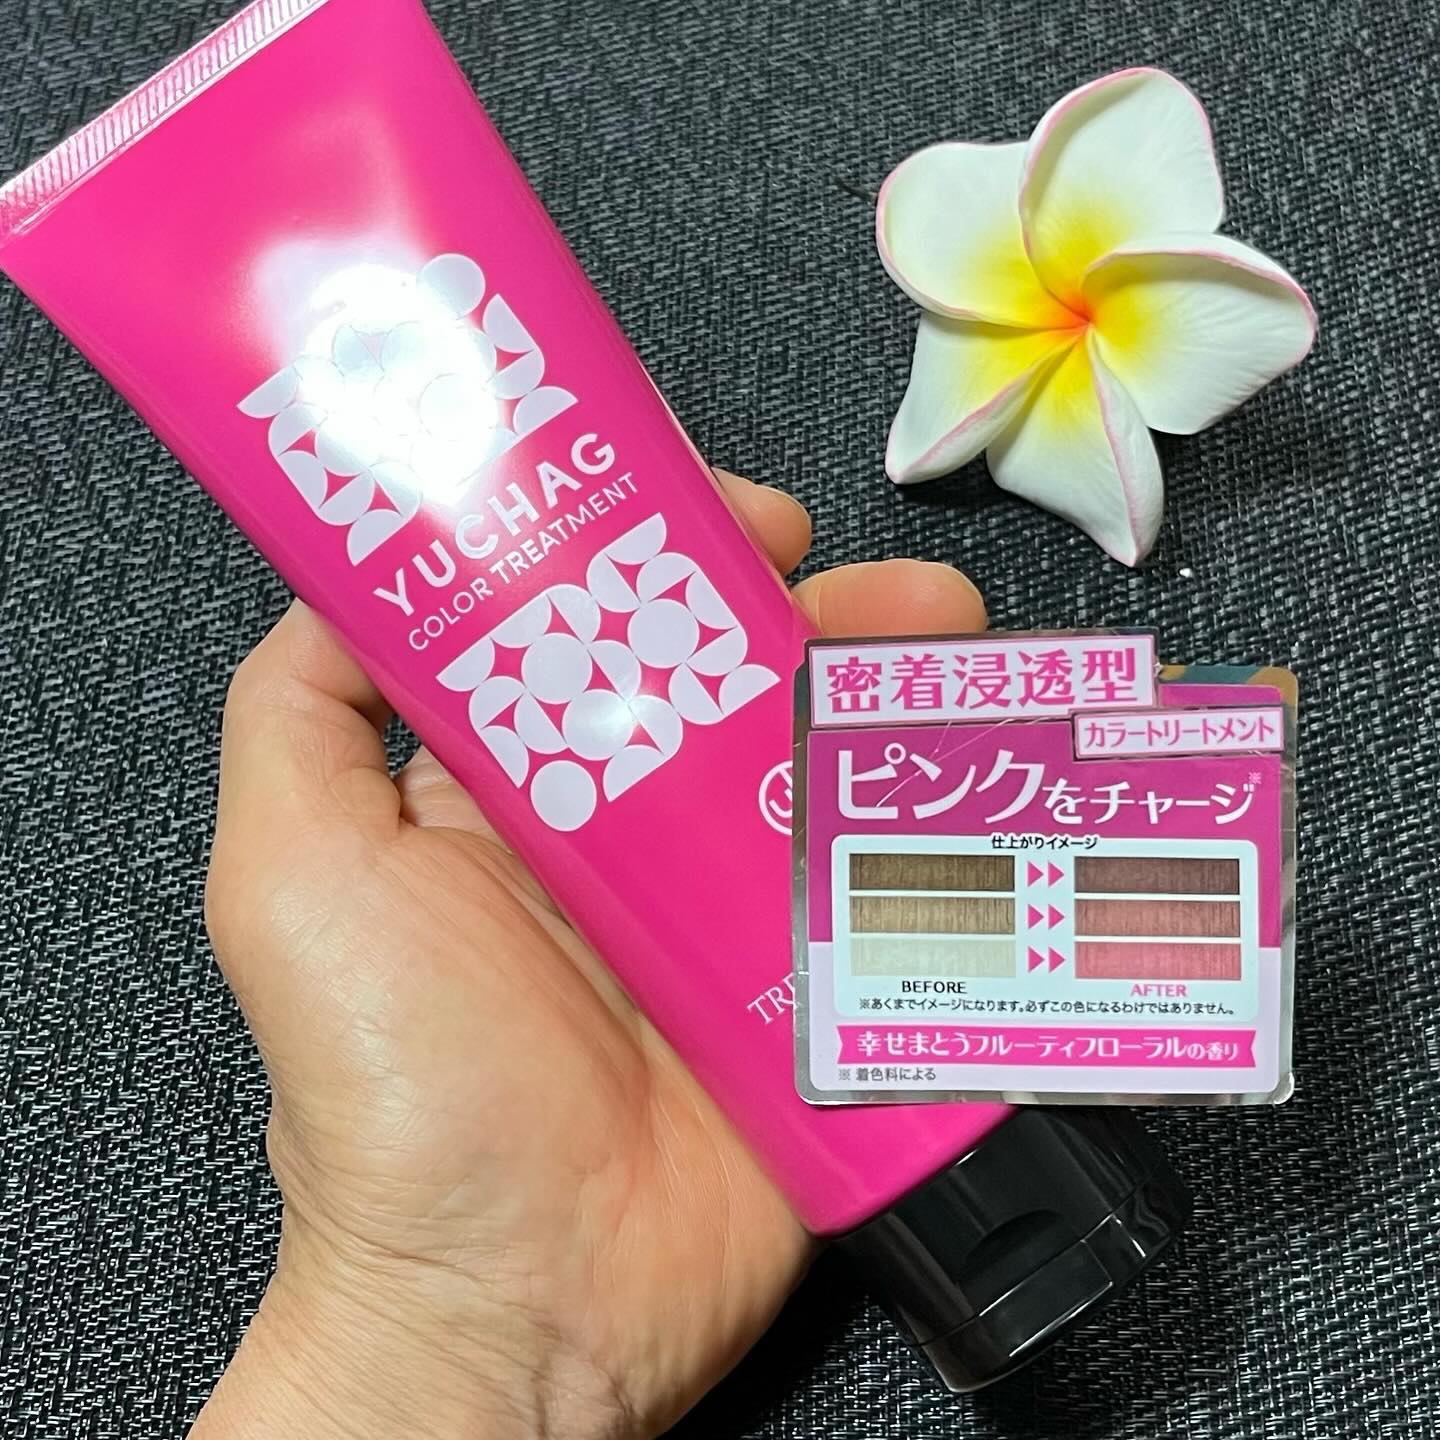 YUCHAG
COLOR TREATMENT
密着浸透型
カラートリートメント
ピンクをチャージ※
仕上がりイメージ
BEFORE
AFTER
※あくまでイメージになります。必ずこの色になるわけではありません。
幸せまとうフルーティフローラルの香り
※ 着色料による